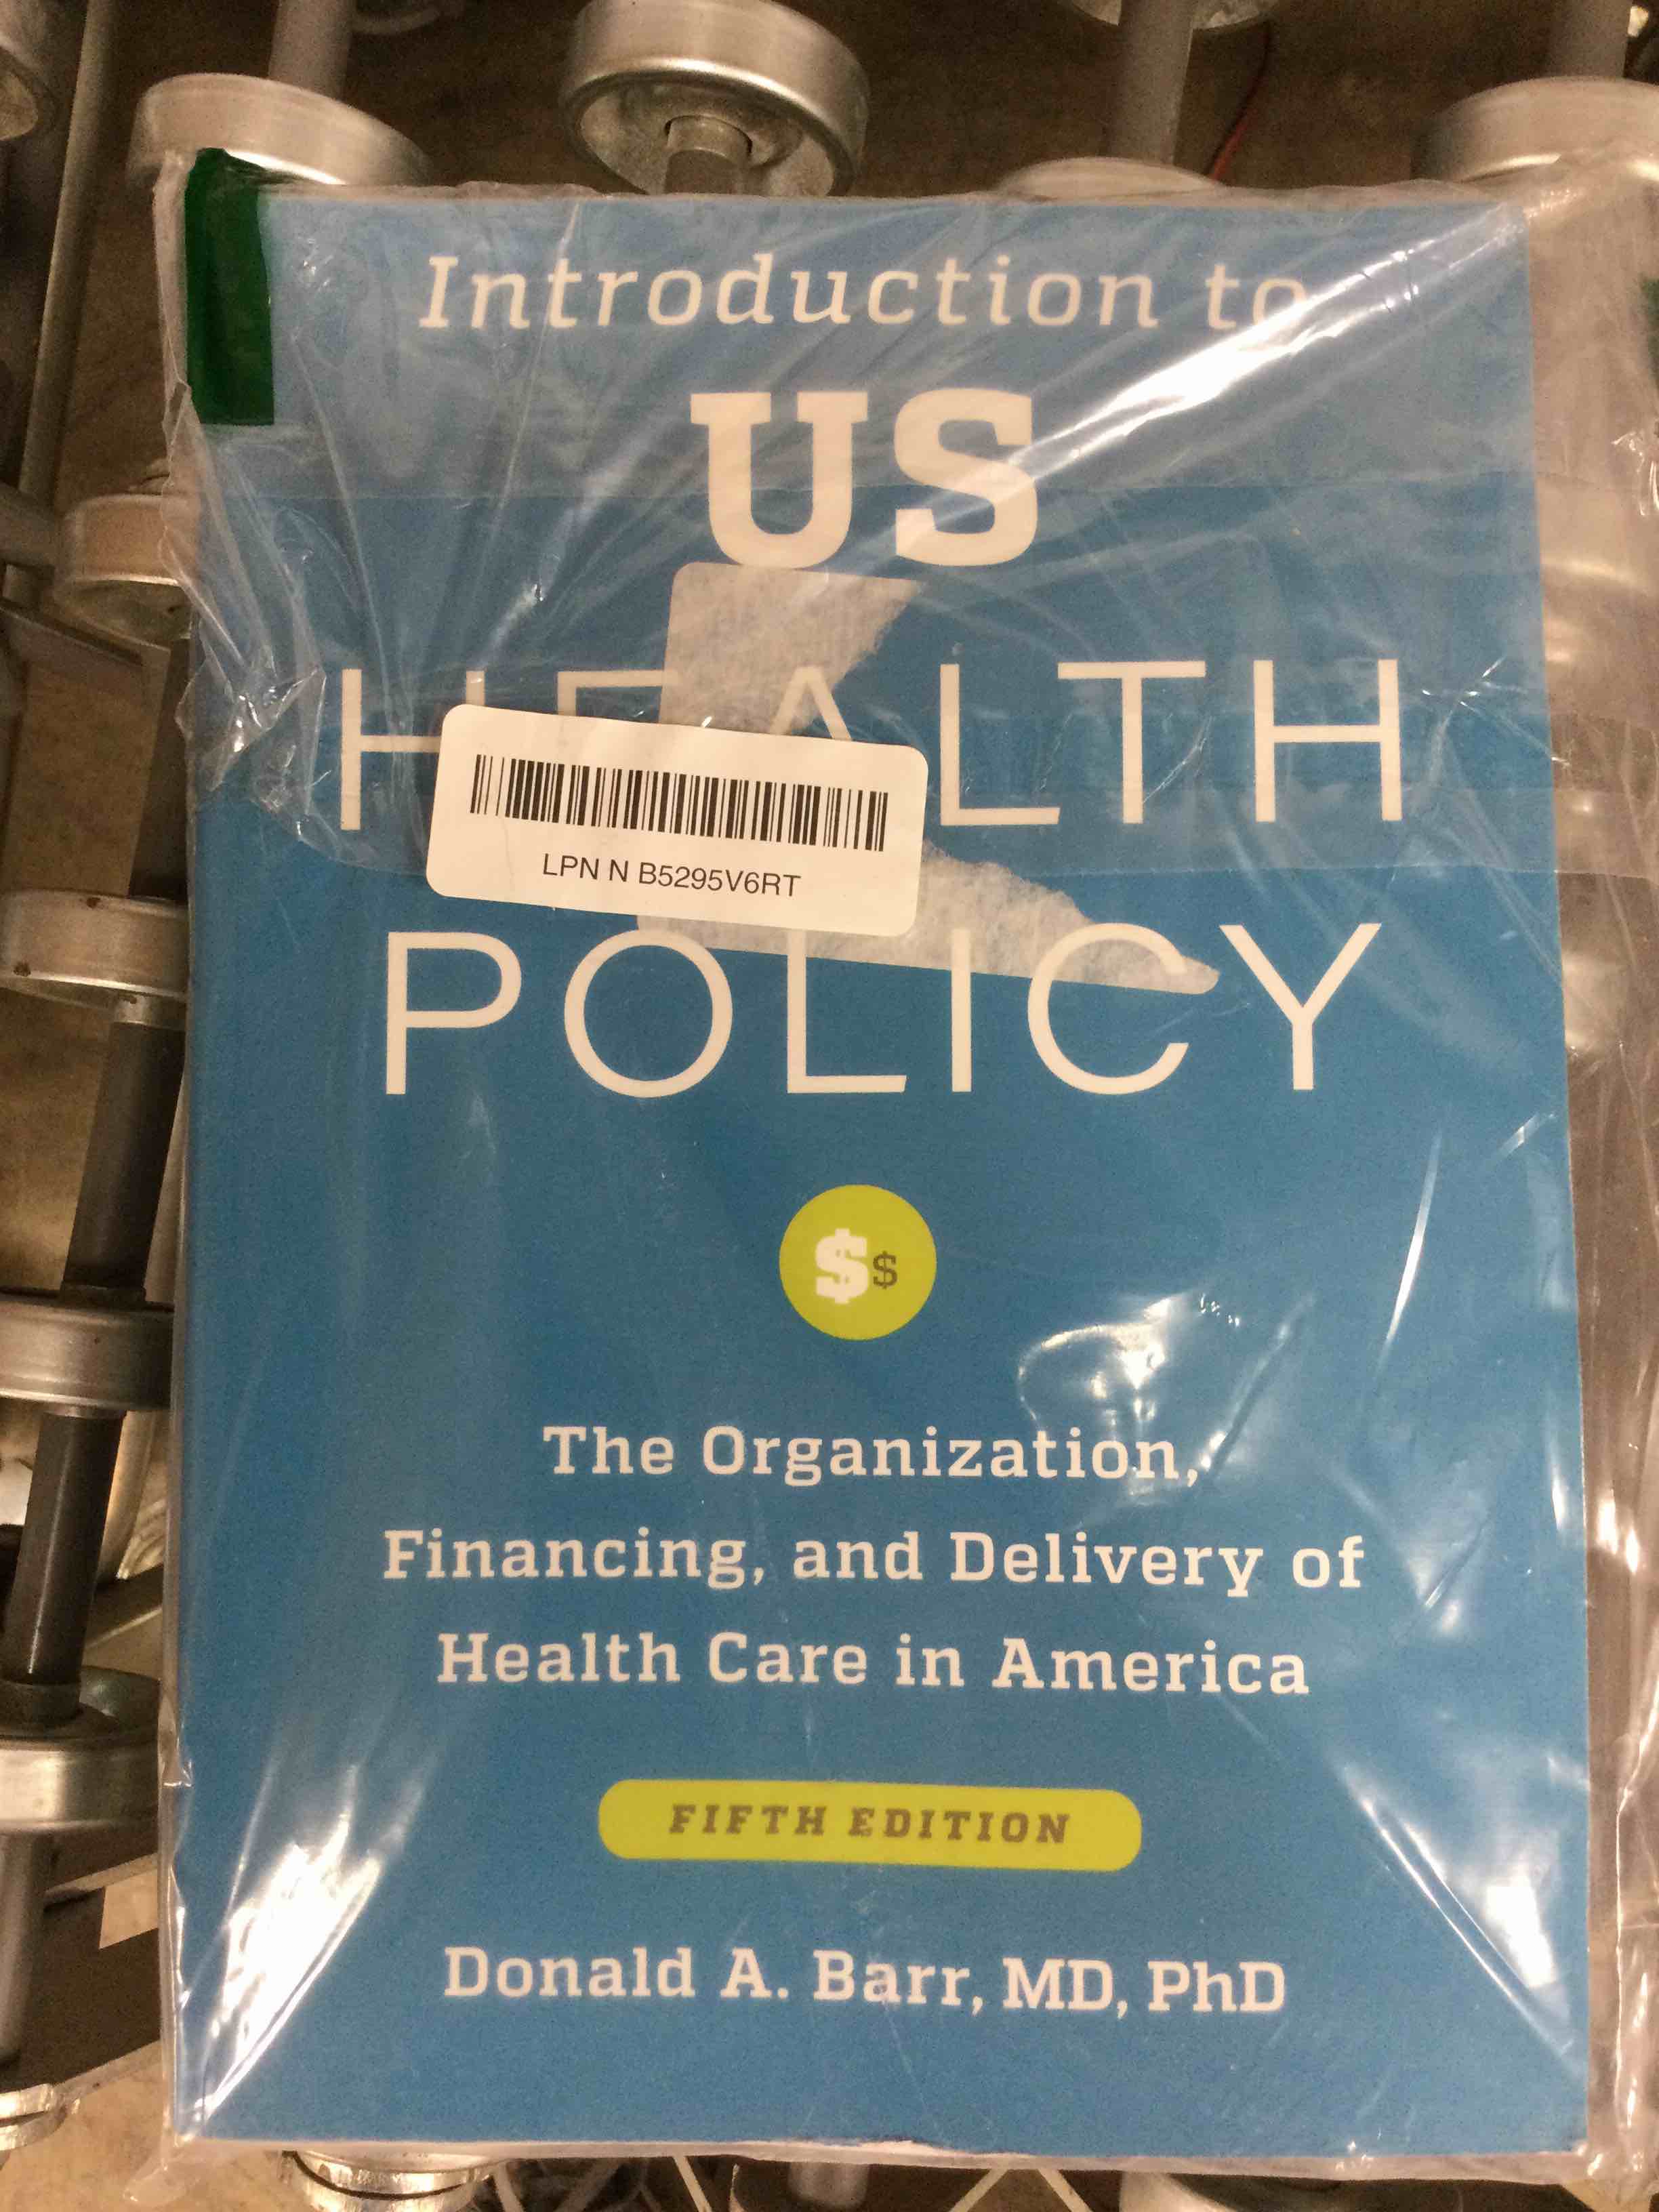 Introduction to
US
HEALTH
LPN N B5295V6RT
POLICY
$$
The Organization,
Financing, and Delivery of
Health Care in America
FIFTH EDITION
Donald A. Barr, MD, PhD